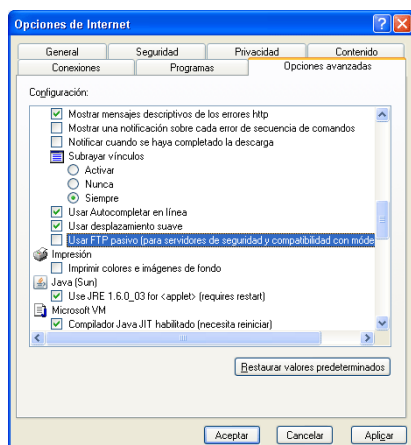 Opciones de Internet
General Seguridad Privacidad Contenido
Conexiones Programas Opciones avanzadas
Configuración:
Mostrar mensajes descriptivos de los errores http
Mostrar una notificación sobre cada error de secuencia de comandos
Notificar cuando se haya completado la descarga
Subrayar vínculos
Activar
Nunca
Siempre
Usar Autocompletar en línea
Usar desplazamiento suave
Usar FTP pasivo (para servidores de seguridad y compatibilidad con móde
Impresión
Imprimir colores e imágenes de fondo
Java (Sun)
Use JRE 1.6.0_03 for <applet> (requires restart)
Microsoft VM
Compilador Java JIT habilitado (necesita reiniciar)
Restaurar valores predeterminados
Aceptar Cancelar Aplicar